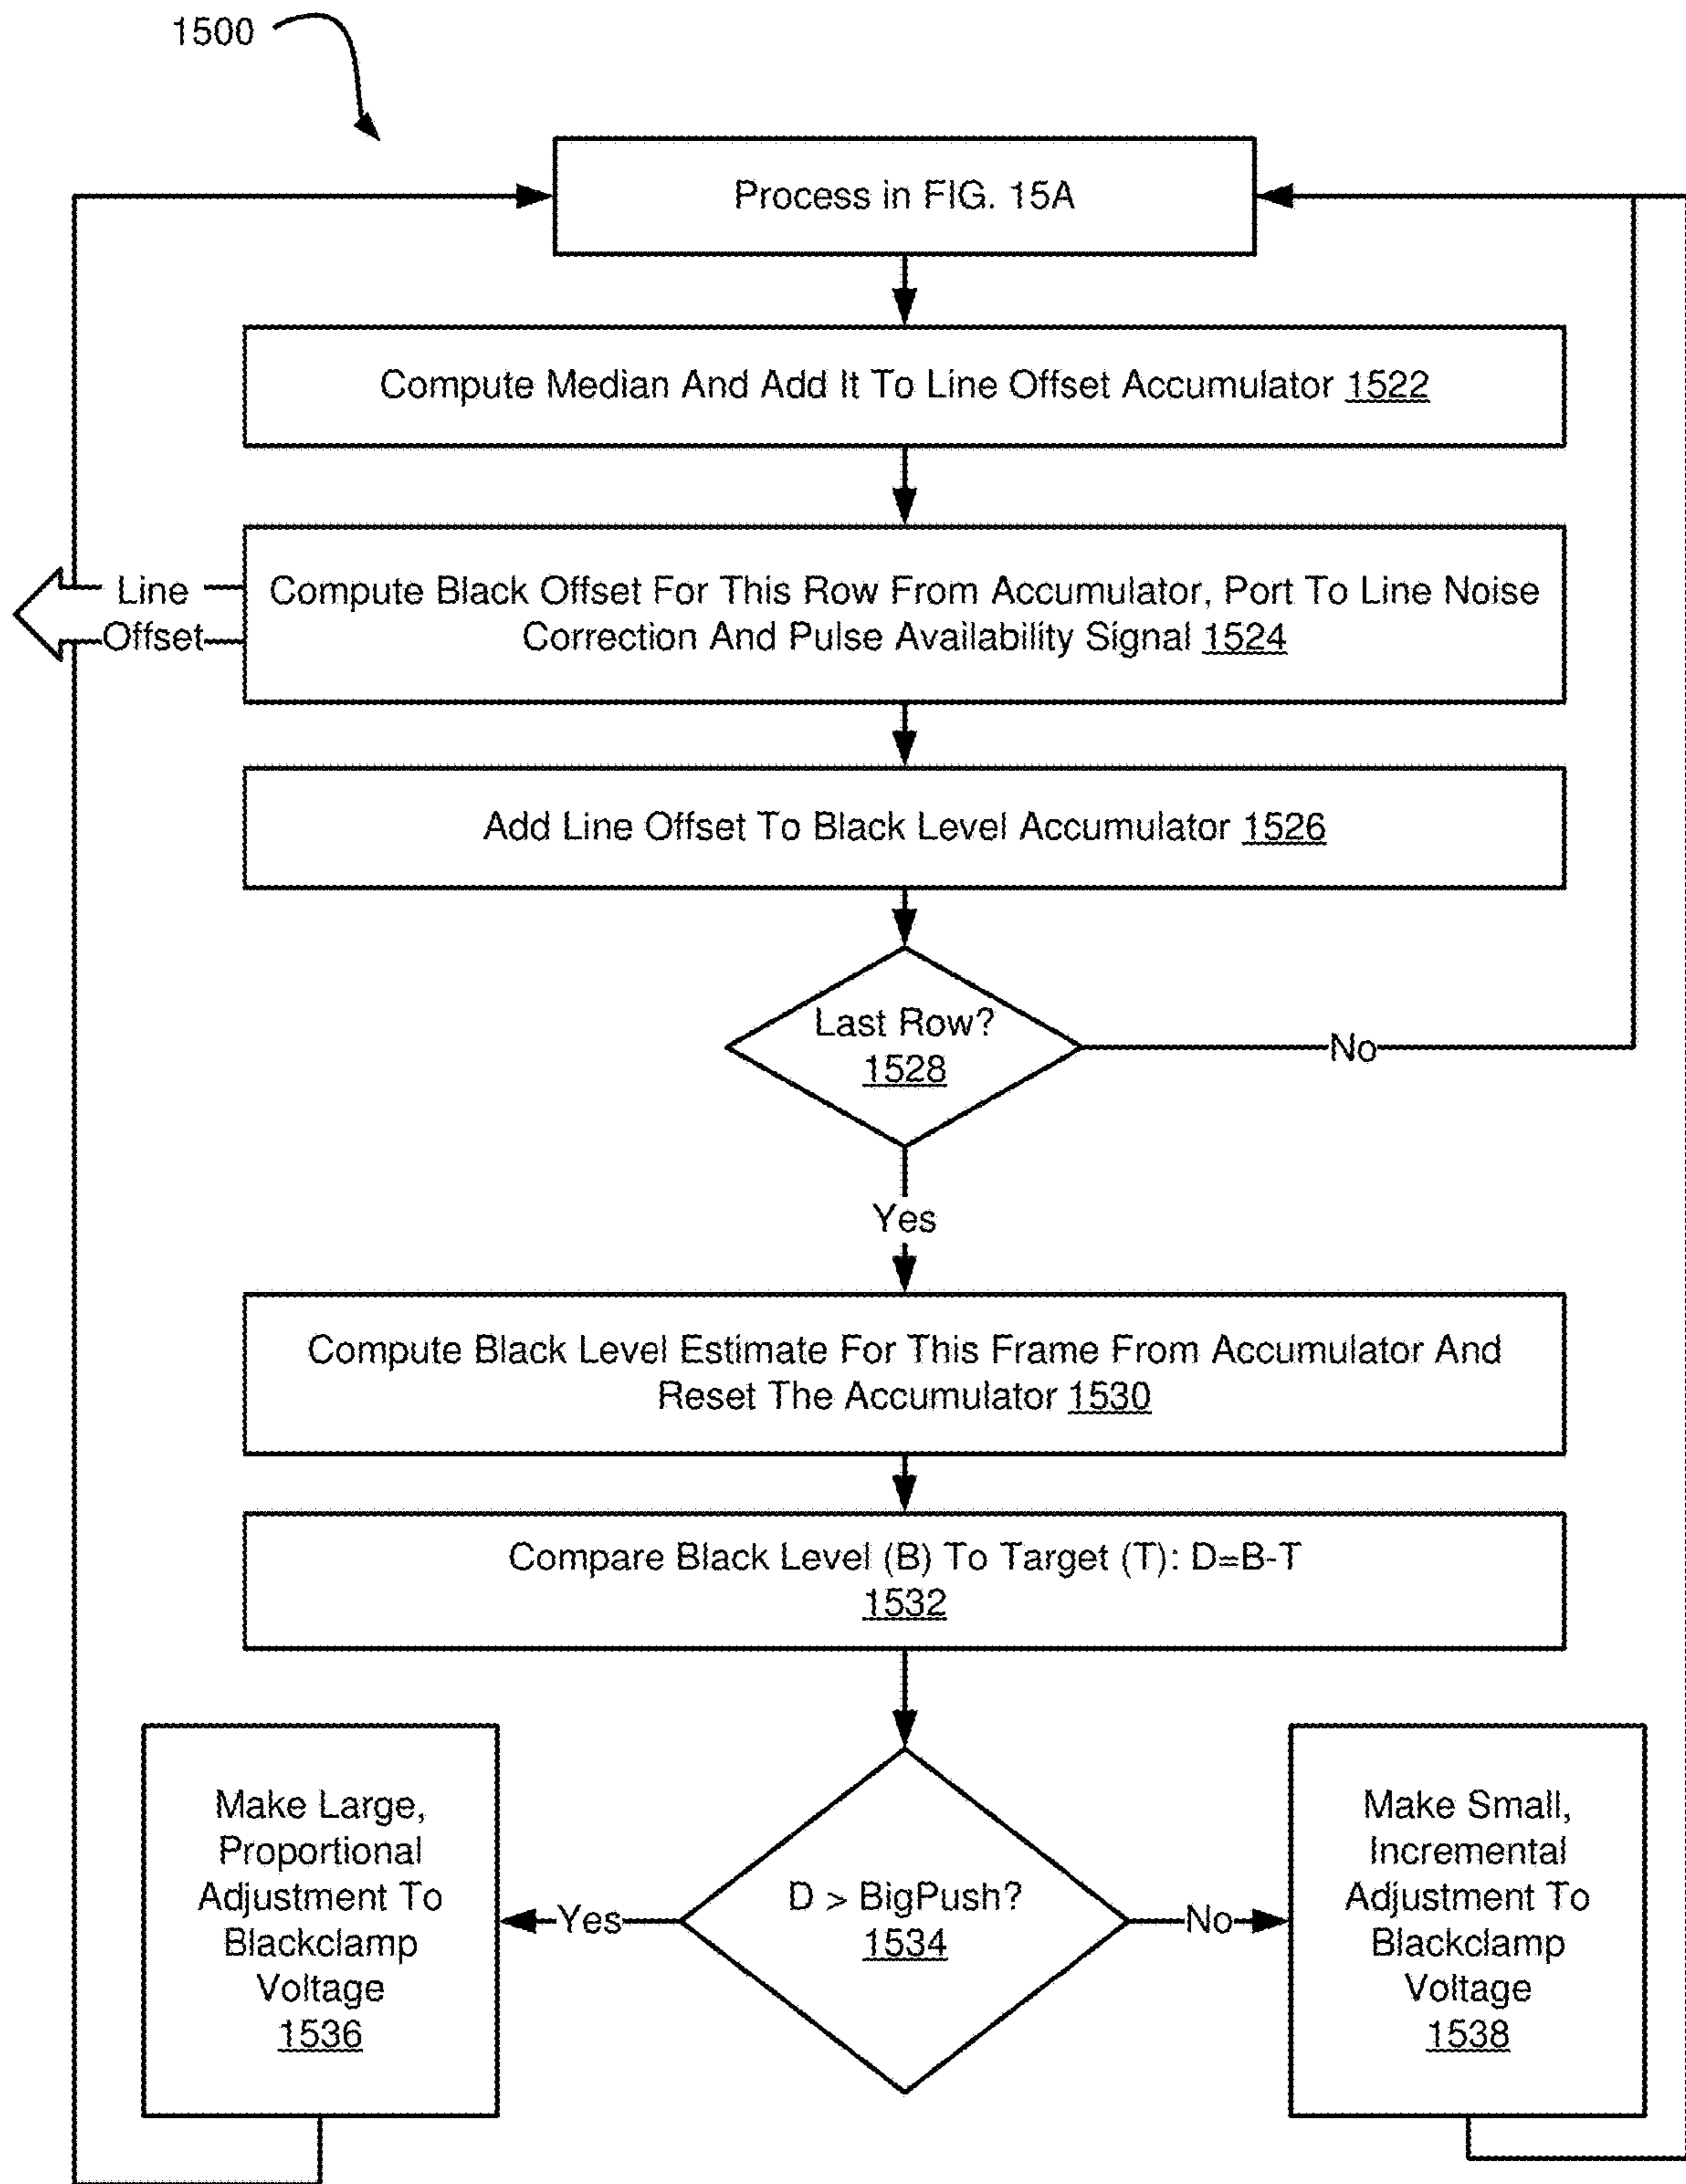 1500
Process in FIG. 15A
Compute Median And Add It To Line Offset Accumulator 1522
Line
Offset
Compute Black Offset For This Row From Accumulator, Port To Line Noise
Correction And Pulse Availability Signal 1524
Add Line Offset To Black Level Accumulator 1526
Last Row?
1528
No
Yes
Compute Black Level Estimate For This Frame From Accumulator And
Reset The Accumulator 1530
Compare Black Level (B) To Target (T): D=B-T
1532
Make Large,
Proportional
Adjustment To
Blackclamp
Voltage
1536
Yes
D > BigPush?
1534
No
Make Small,
Incremental
Adjustment To
Blackclamp
Voltage
1538